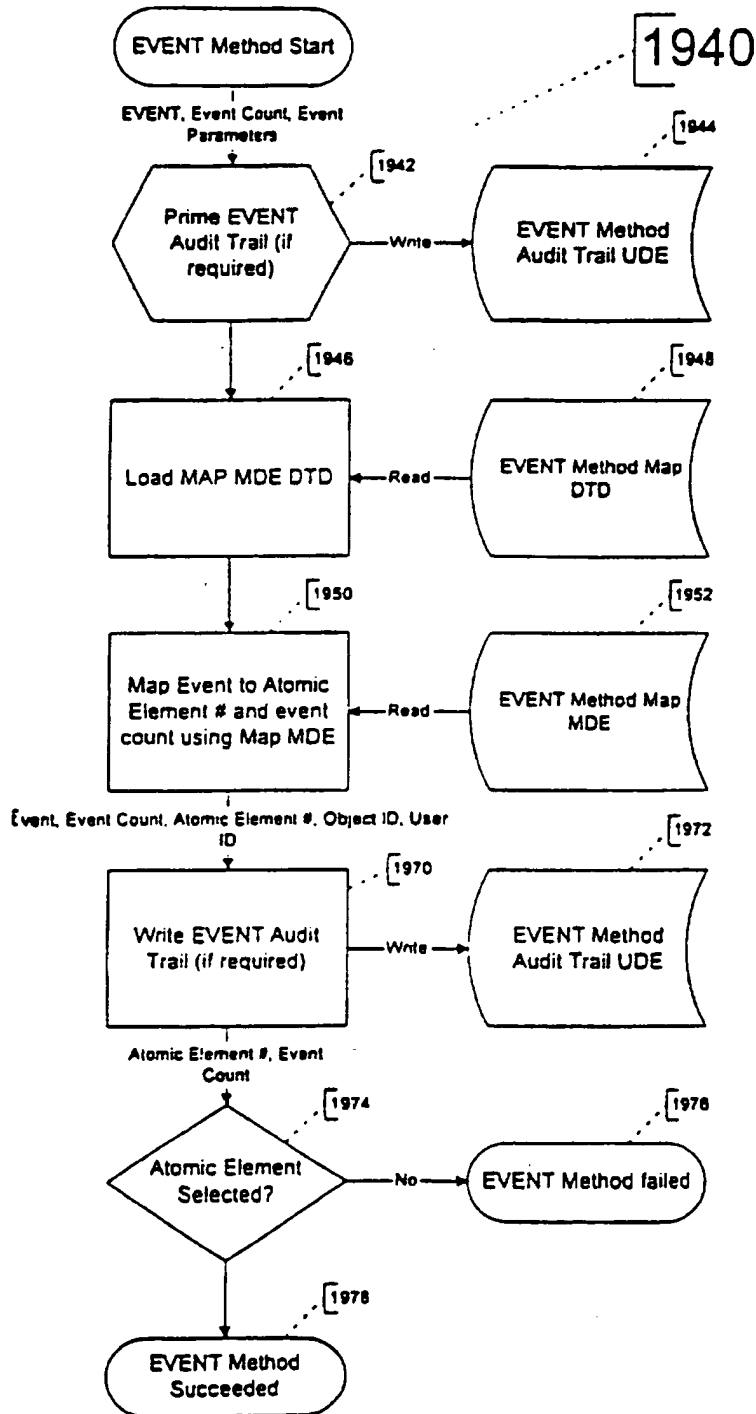 EVENT Method Start
1940
EVENT, Event Count, Event
Parameters
1942
1944
Prime EVENT
Audit Trail (if
required)
Write
EVENT Method
Audit Trail UDE
1946
1948
Load MAP MDE DTD
Read
EVENT Method Map
DTD
1950
1952
Map Event to Atomic
Element # and event
count using Map MDE
Read
EVENT Method Map
MDE
Event, Event Count, Atomic Element #, Object ID, User
ID
1970
1972
Write EVENT Audit
Trail (if required)
Write
EVENT Method
Audit Trail UDE
Atomic Element #, Event
Count
1974
1976
Atomic Element
Selected?
No
EVENT Method failed
1978
EVENT Method
Succeeded